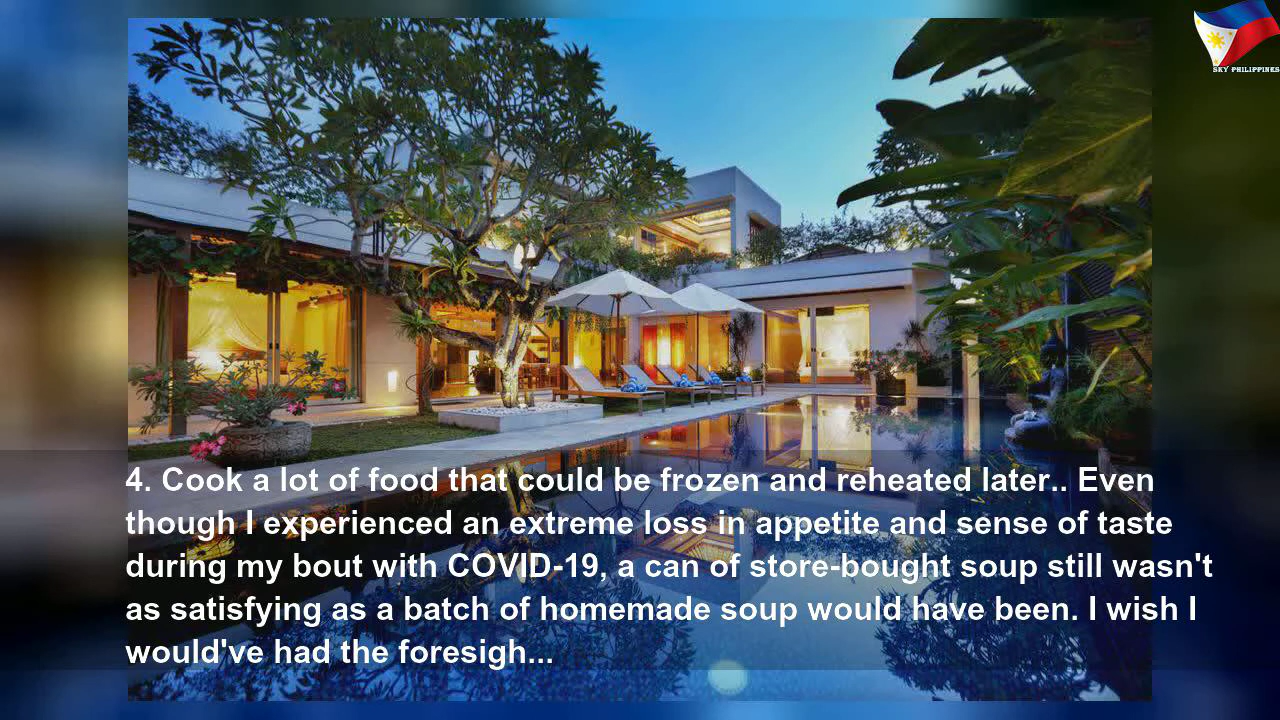 SKY PHILIPPINES
4. Cook a lot of food that could be frozen and reheated later.. Even
though I experienced an extreme loss in appetite and sense of taste
during my bout with COVID-19, a can of store-bought soup still wasn't
as satisfying as a batch of homemade soup would have been. I wish I
would've had the foresigh...